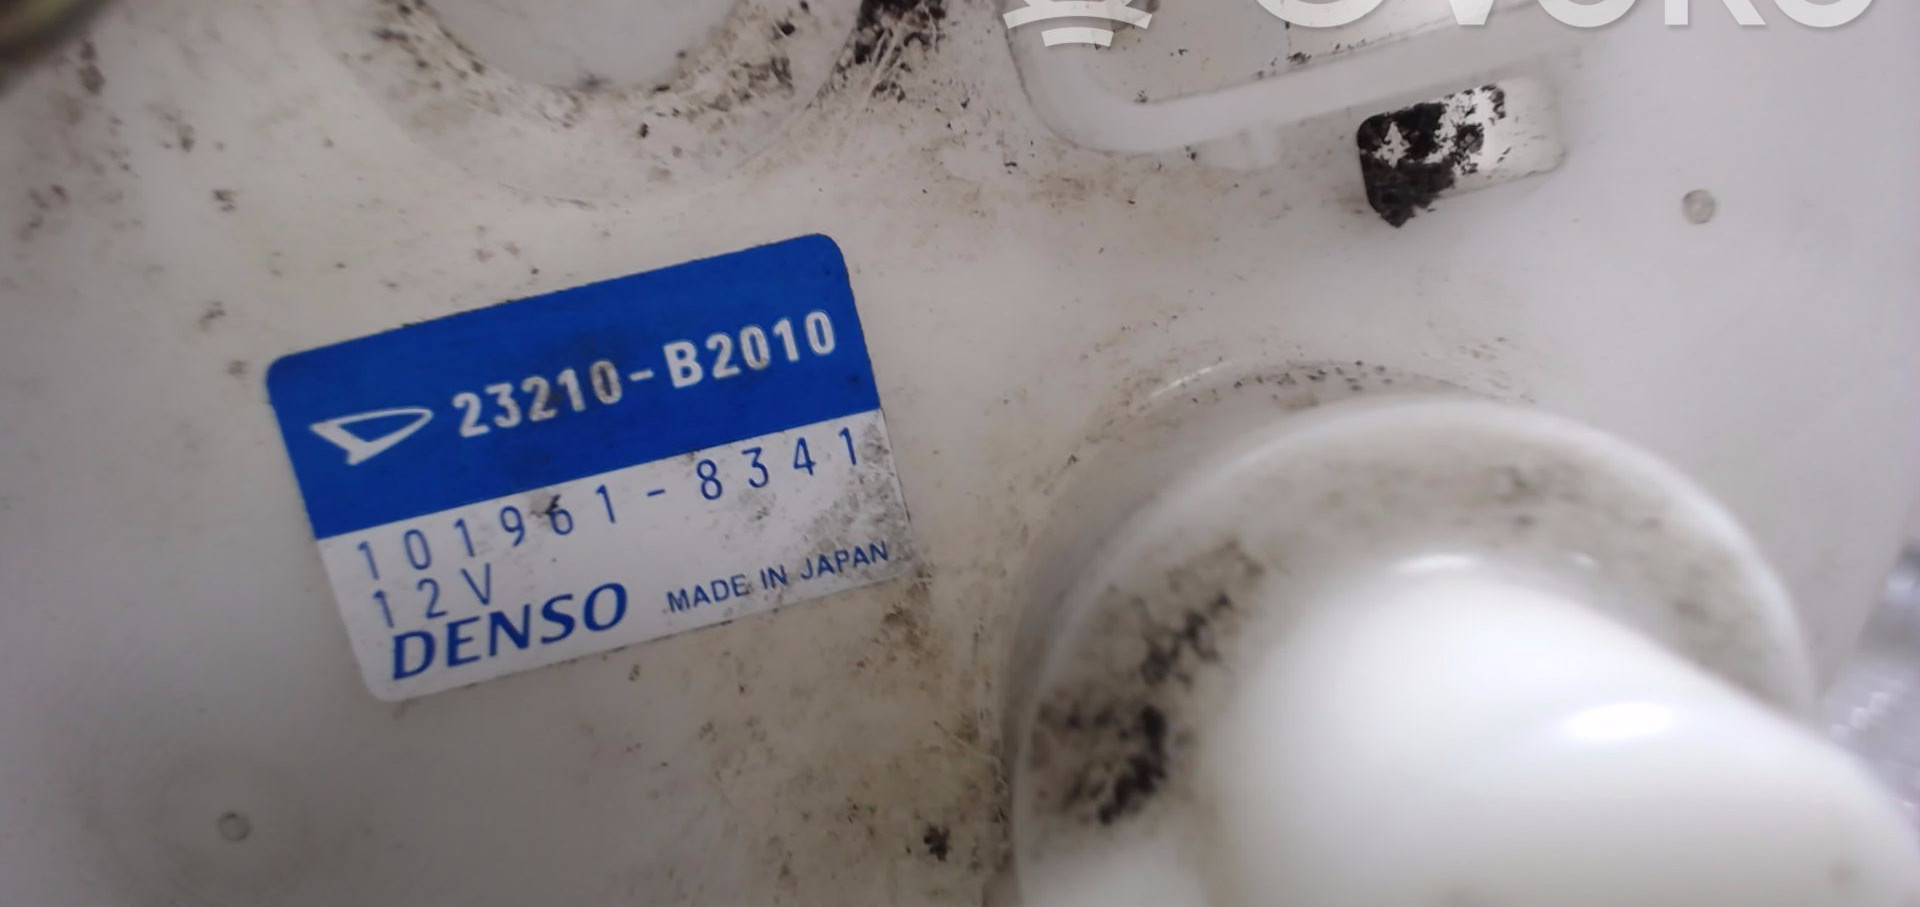 23210-B2010
101961-8341
12V
DENSO MADE IN JAPAN